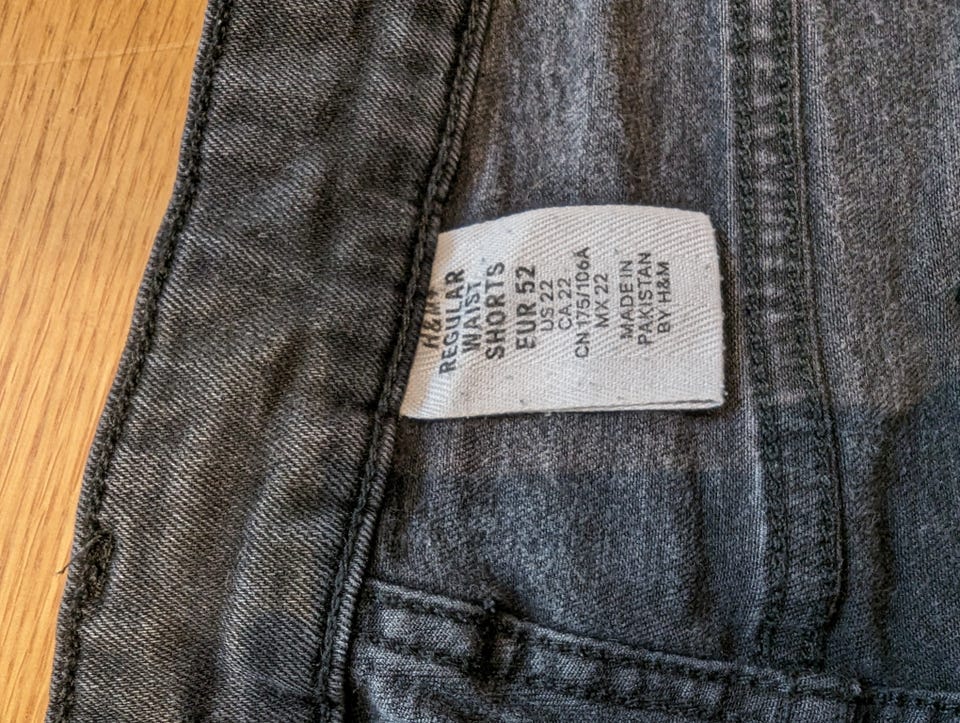 H&M+
REGULAR
WAIST
SHORTS
EUR 52
US 22
CA 22
CN 175/106A
MX 22
MADE IN
PAKISTAN
BY H&M